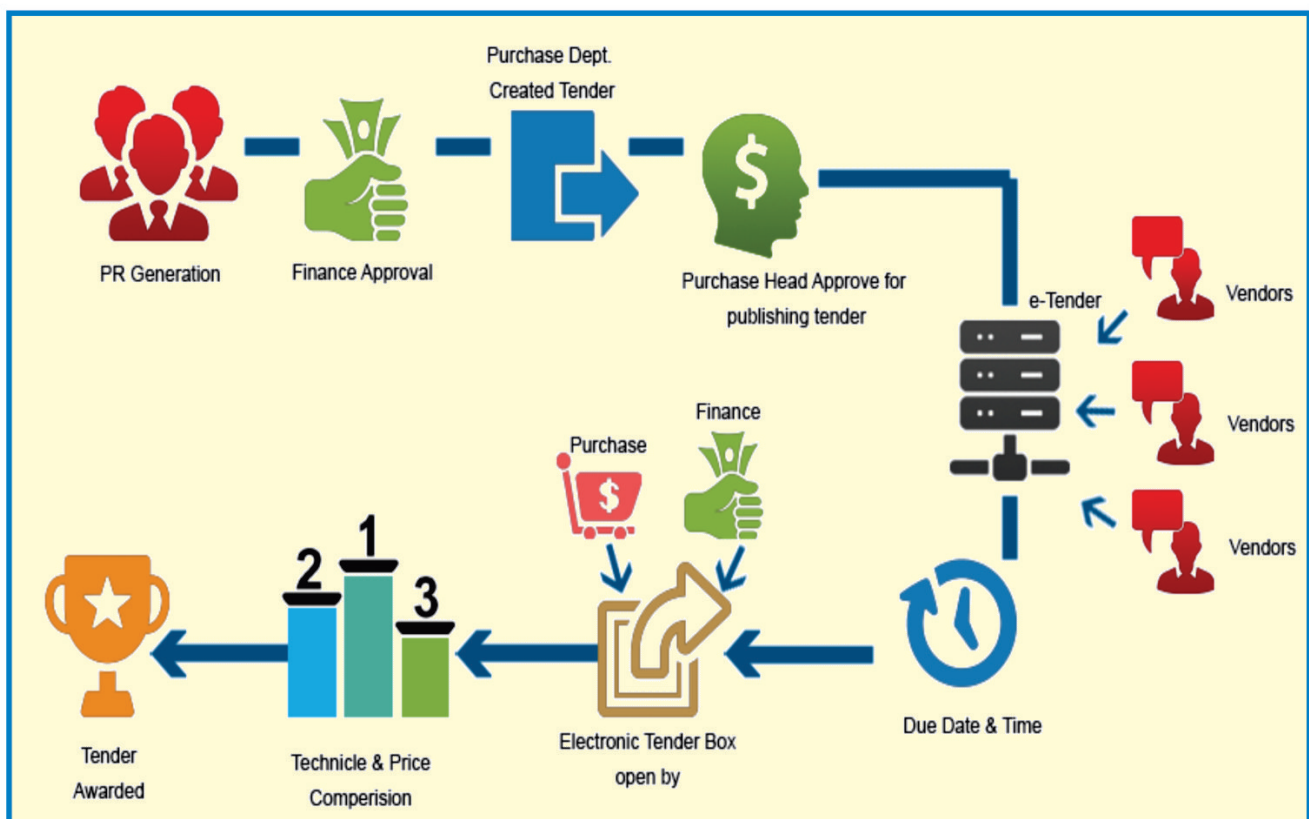 Purchase Dept.
Created Tender
PR Generation
Finance Approval
Purchase Head Approve for
publishing tender
e-Tender
Vendors
Vendors
Vendors
Finance
Purchase
$
$
1
2
3
Due Date & Time
Electronic Tender Box
open by
Technicle & Price
Comperision
Tender
Awarded